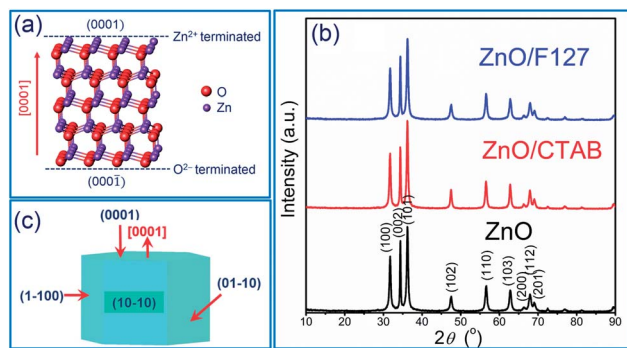 (a)
(0001)
Zn2+ terminated
[0001]
O
Zn
O2− terminated
(0001̄)
(b)
ZnO/F127
ZnO/CTAB
ZnO
Intensity (a.u.)
(100)
(002)
(101)
(102)
(110)
(103)
(200)
(112)
(201)
10 20 30 40 50 60 70 80 90
2θ (°)
(c)
(0001)
[0001]
(1-100)
(10-10)
(01-10)